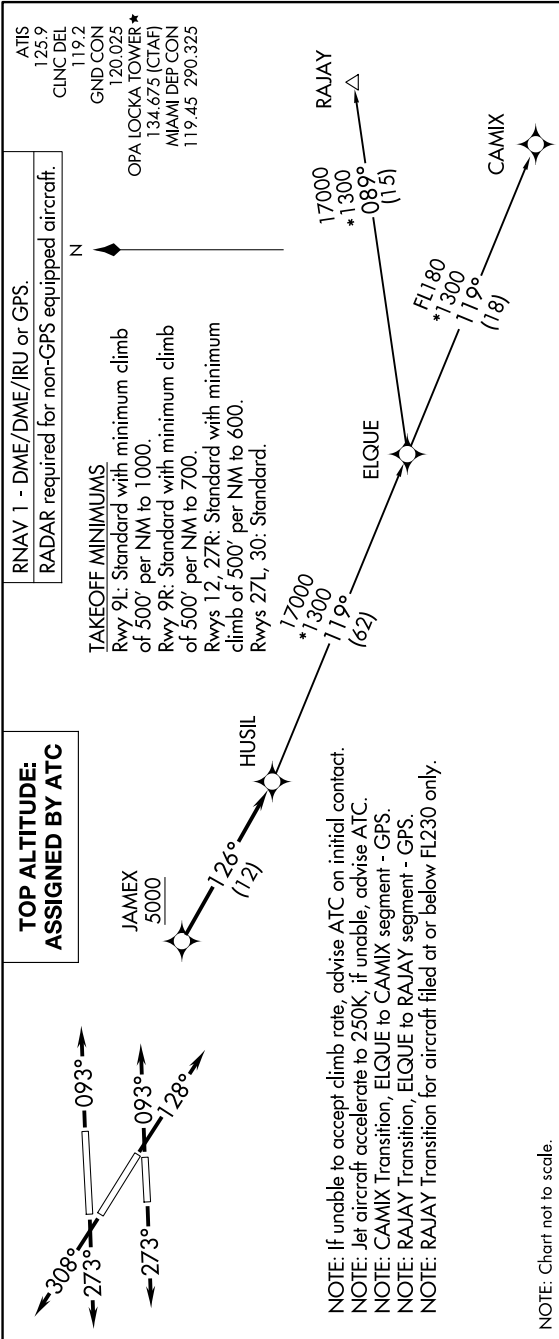 TOP ALTITUDE:
ASSIGNED BY ATC
RNAV 1 - DME/DME/IRU or GPS.
RADAR required for non-GPS equipped aircraft.
ATIS
125.9
CLNC DEL
119.2
GND CON
120.025
OPA LOCKA TOWER★
134.675 (CTAF)
MIAMI DEP CON
119.45 290.325
N
TAKEOFF MINIMUMS
Rwy 9L: Standard with minimum climb
of 500' per NM to 1000.
Rwy 9R: Standard with minimum climb
of 500' per NM to 700.
Rwys 12, 27R: Standard with minimum
climb of 500' per NM to 600.
Rwys 27L, 30: Standard.
308°
273°
093°
273°
093°
128°
JAMEX
5000
126°
(12)
HUSIL
17000
*1300
119°
(62)
ELQUE
17000
*1300
089°
(15)
RAJAY
FL180
*1300
119°
(18)
CAMIX
NOTE: If unable to accept climb rate, advise ATC on initial contact.
NOTE: Jet aircraft accelerate to 250K, if unable, advise ATC.
NOTE: CAMIX Transition, ELQUE to CAMIX segment - GPS.
NOTE: RAJAY Transition, ELQUE to RAJAY segment - GPS.
NOTE: RAJAY Transition for aircraft filed at or below FL230 only.
NOTE: Chart not to scale.